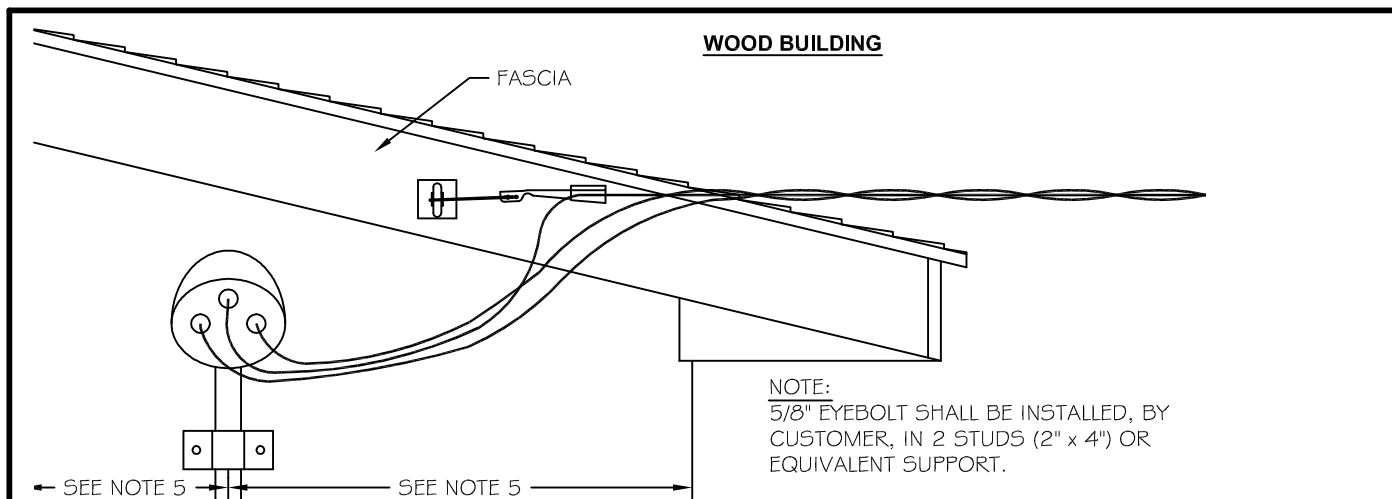 WOOD BUILDING
FASCIA
NOTE:
5/8" EYEBOLT SHALL BE INSTALLED, BY
CUSTOMER, IN 2 STUDS (2" x 4") OR
EQUIVALENT SUPPORT.
SEE NOTE 5
SEE NOTE 5